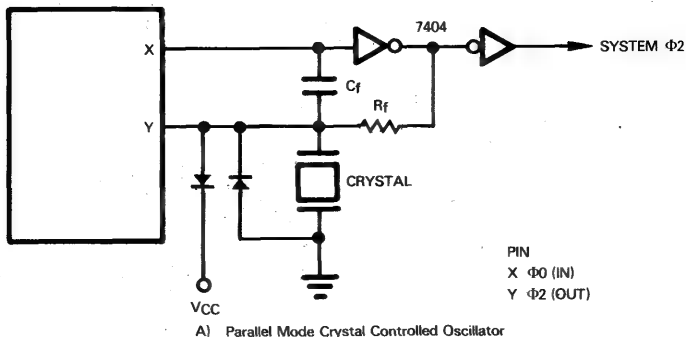 7404
X
SYSTEM Φ2
Cf
Y
Rf
CRYSTAL
PIN
X Φ0 (IN)
Y Φ2 (OUT)
VCC
A) Parallel Mode Crystal Controlled Oscillator